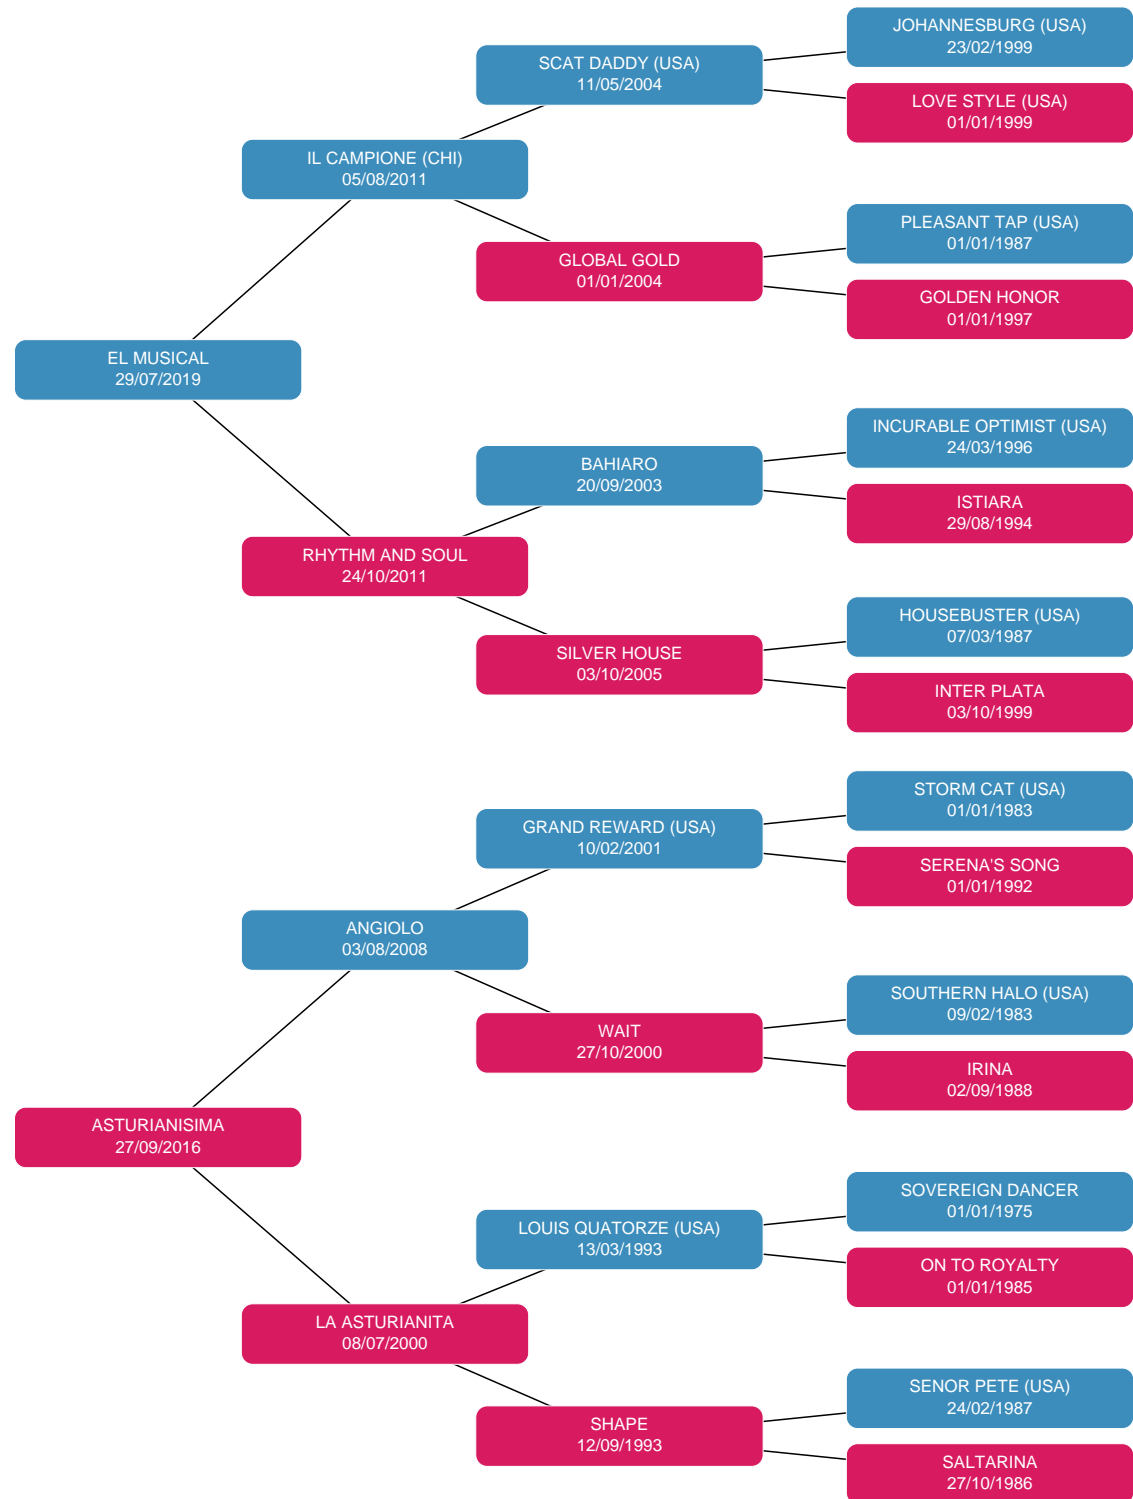 JOHANNESBURG (USA)
23/02/1999
SCAT DADDY (USA)
11/05/2004
LOVE STYLE (USA)
01/01/1999
IL CAMPIONE (CHI)
05/08/2011
PLEASANT TAP (USA)
01/01/1987
GLOBAL GOLD
01/01/2004
GOLDEN HONOR
01/01/1997
EL MUSICAL
29/07/2019
INCURABLE OPTIMIST (USA)
24/03/1996
BAHIARO
20/09/2003
ISTIARA
29/08/1994
RHYTHM AND SOUL
24/10/2011
HOUSEBUSTER (USA)
07/03/1987
SILVER HOUSE
03/10/2005
INTER PLATA
03/10/1999
STORM CAT (USA)
01/01/1983
GRAND REWARD (USA)
10/02/2001
SERENA'S SONG
01/01/1992
ANGIOLO
03/08/2008
SOUTHERN HALO (USA)
09/02/1983
WAIT
27/10/2000
IRINA
02/09/1988
ASTURIANISIMA
27/09/2016
SOVEREIGN DANCER
01/01/1975
LOUIS QUATORZE (USA)
13/03/1993
ON TO ROYALTY
01/01/1985
LA ASTURIANITA
08/07/2000
SENOR PETE (USA)
24/02/1987
SHAPE
12/09/1993
SALTARINA
27/10/1986